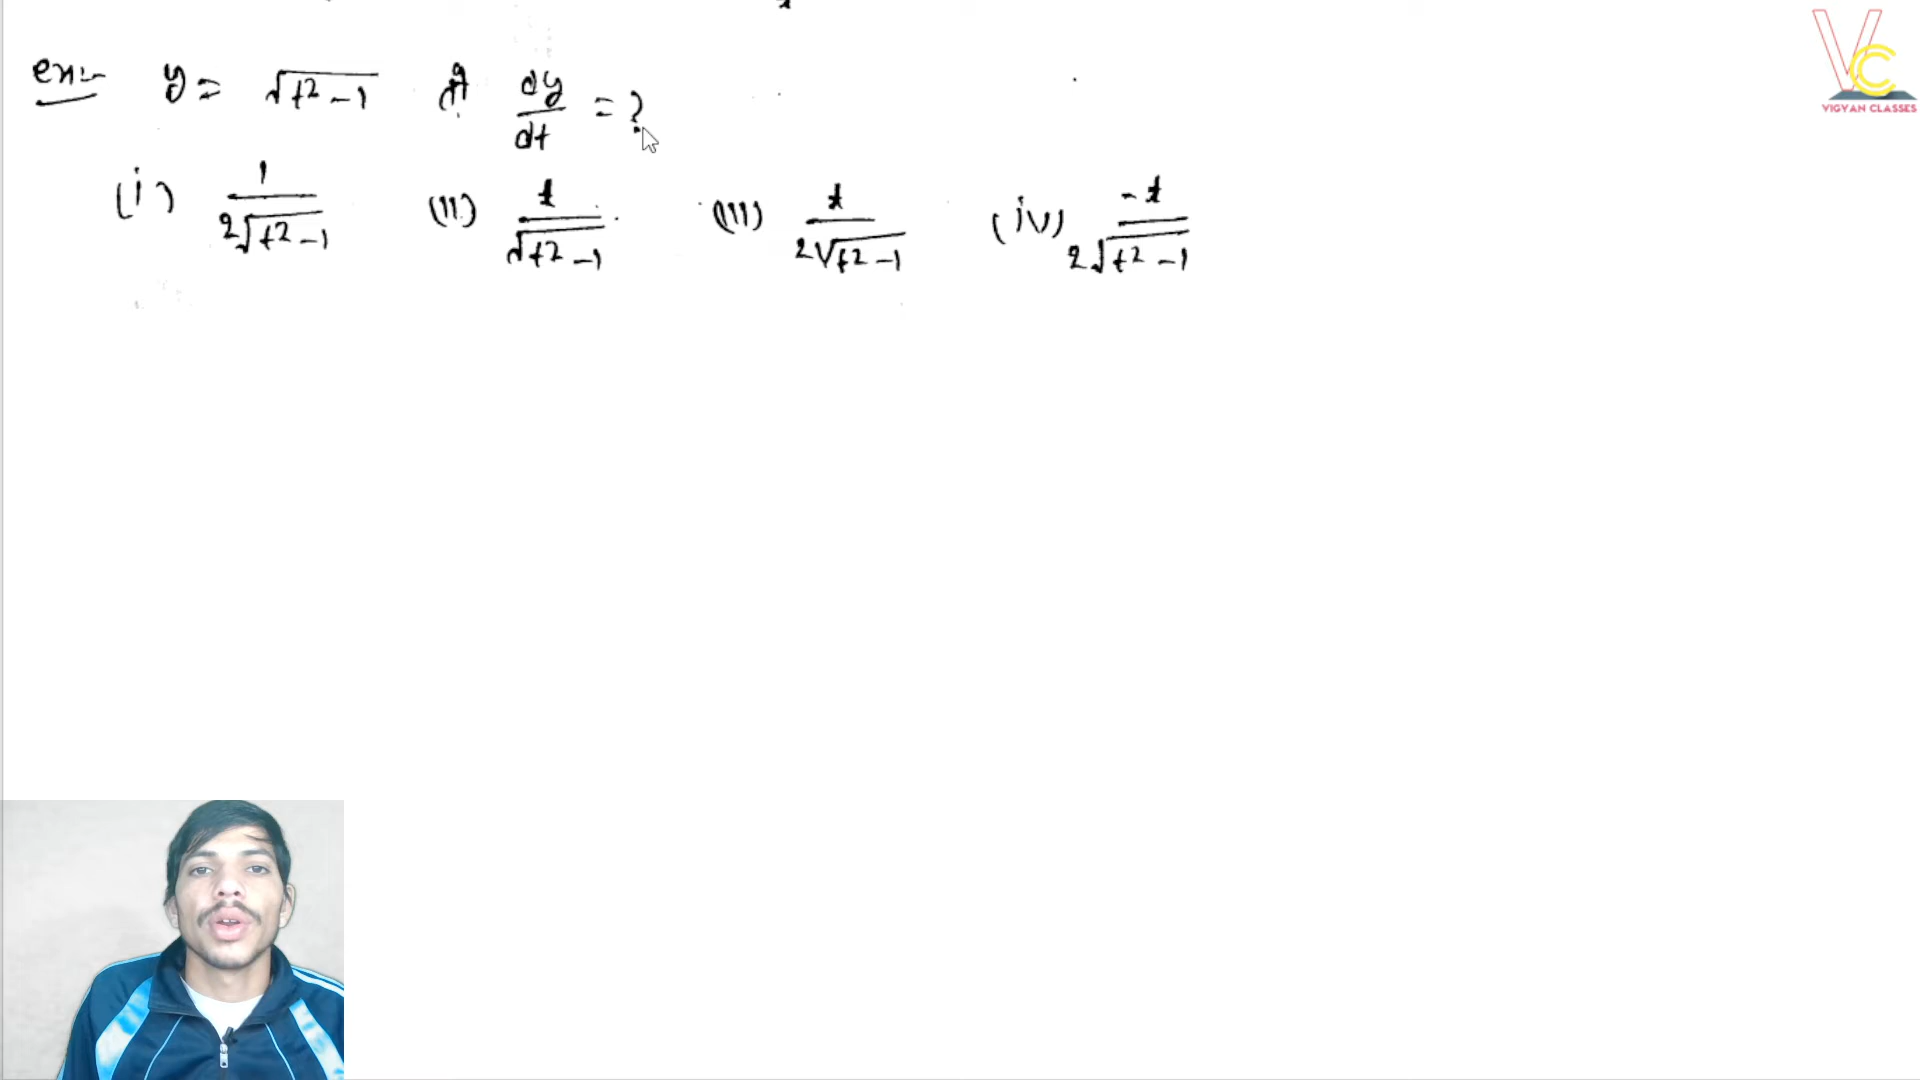 VIGYAN CLASSES
ex:- y = √t² - 1 तो dy/dt = ?
(i) 1/2√t² - 1 (ii) t/√t² - 1 (iii) t/2√t² - 1 (iv) -t/2√t² - 1